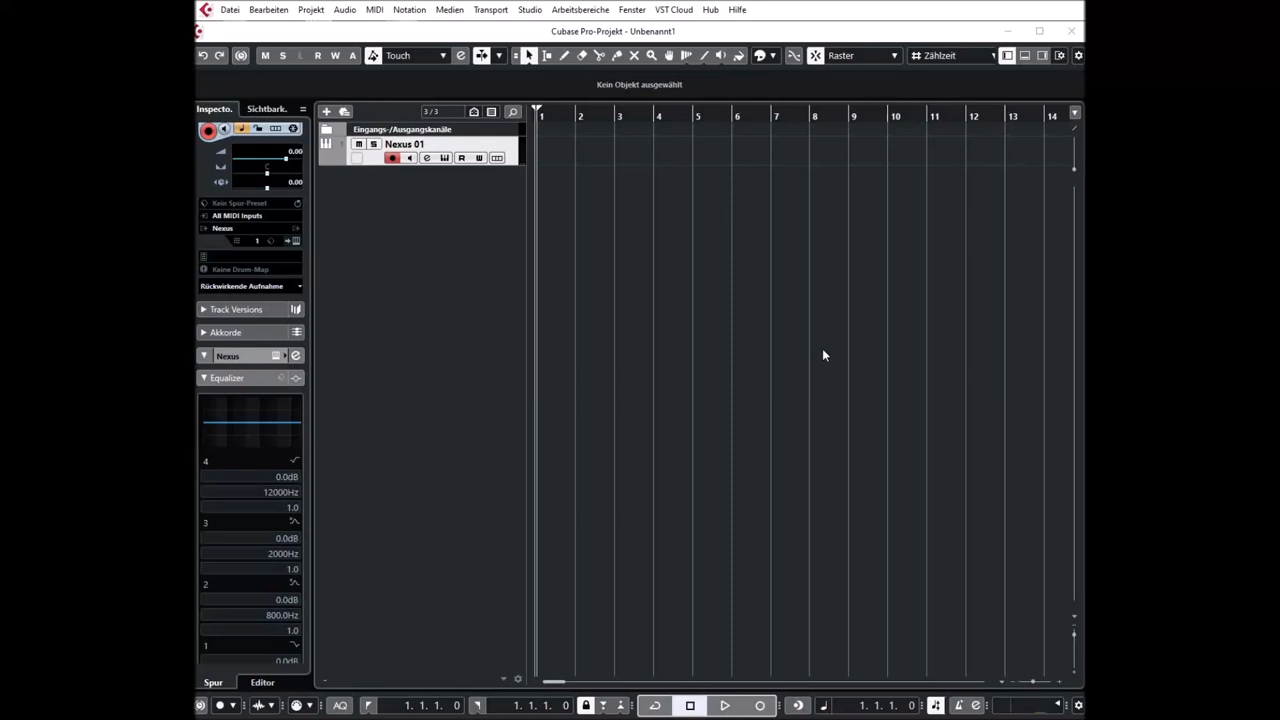 Datei Bearbeiten Projekt Audio MIDI Notation Medien Transport Studio Arbeitsbereiche Fenster VST Cloud Hub Hilfe
Cubase Pro-Projekt - Unbenannt1
M S L R W A Touch Raster Zählzeit
Kein Objekt ausgewählt
Inspecto. Sichtbark. 3 / 3 1 2 3 4 5 6 7 8 9 10 11 12 13 14
Eingangs-/Ausgangskanäle
m S Nexus 01
e R W
0.00
C
0.00
Kein Spur-Preset
All MIDI Inputs
Nexus
1
Keine Drum-Map
Rückwirkende Aufnahme
Track Versions
Akkorde
Nexus e
Equalizer
4
0.0dB
12000Hz
1.0
3
0.0dB
2000Hz
1.0
2
0.0dB
800.0Hz
1.0
1
0.0dB
Spur Editor
AQ 1. 1. 1. 0 1. 1. 1. 0 1. 1. 1. 0